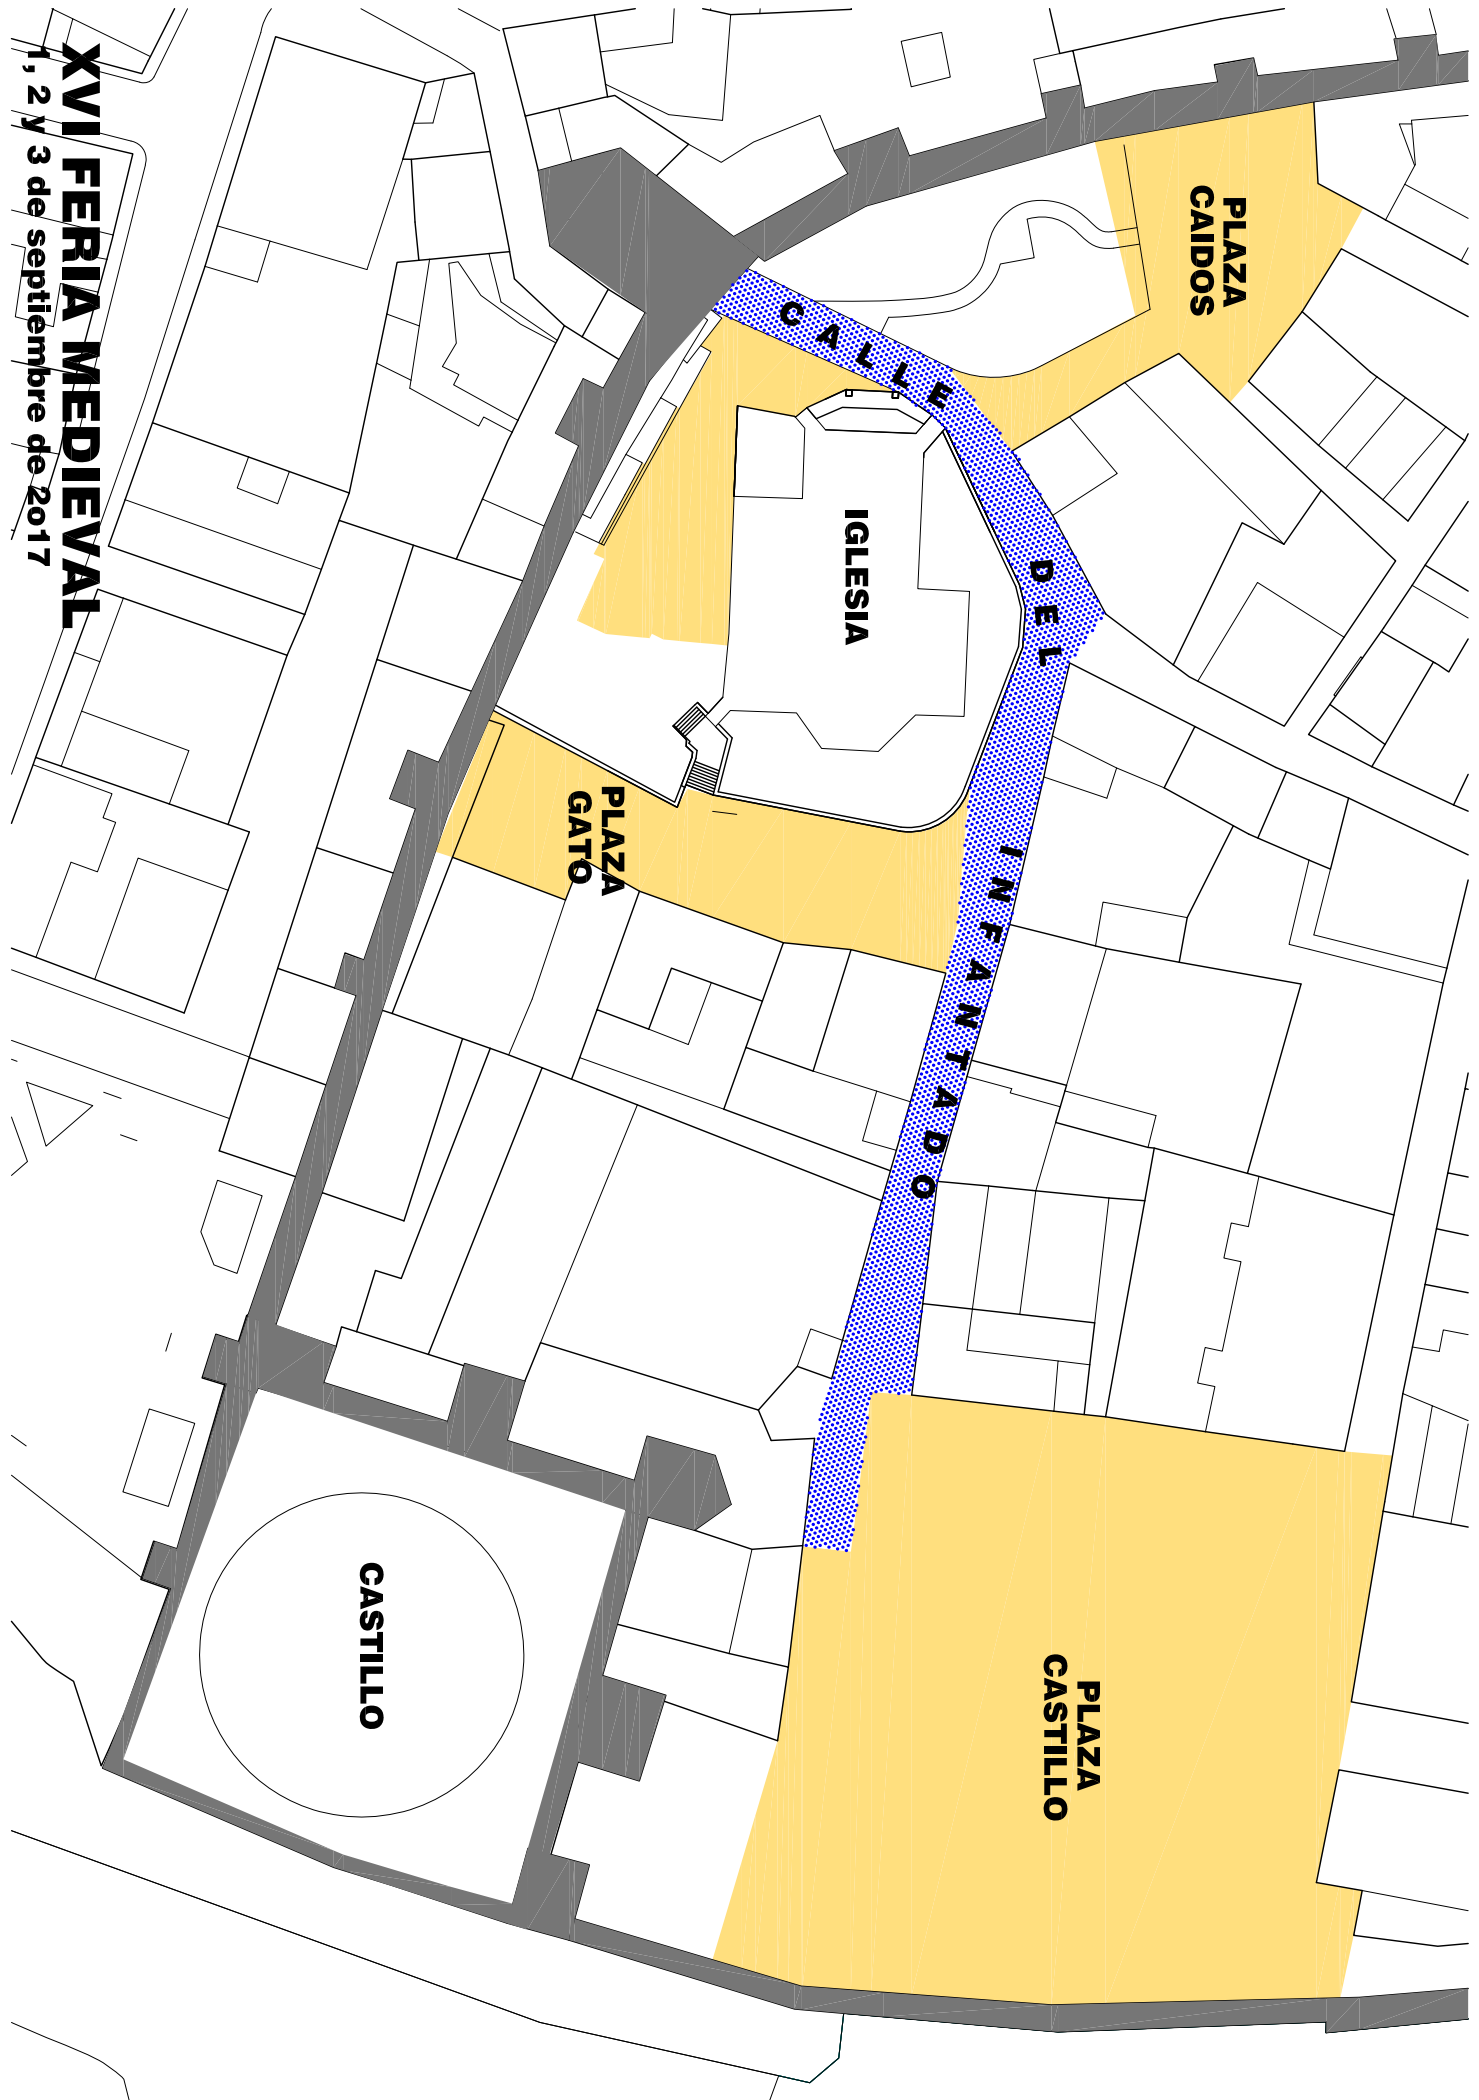 XVI FERIA MEDIEVAL
1, 2 y 3 de septiembre de 2o17
PLAZA
CAIDOS
CALLE DEL INFANTADO
IGLESIA
PLAZA
GATO
CASTILLO
PLAZA
CASTILLO